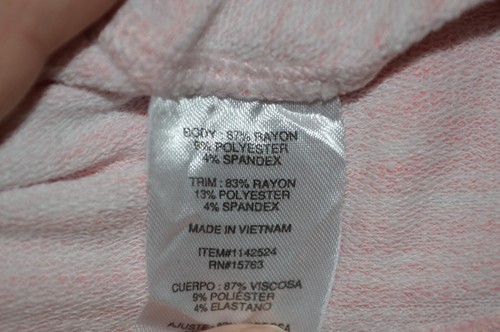 BODY : 87% RAYON
9% POLYESTER
4% SPANDEX
TRIM : 83% RAYON
13% POLYESTER
4% SPANDEX
MADE IN VIETNAM
ITEM#1142524
RN#15763
CUERPO : 87% VISCOSA
9% POLIÉSTER
4% ELASTANO